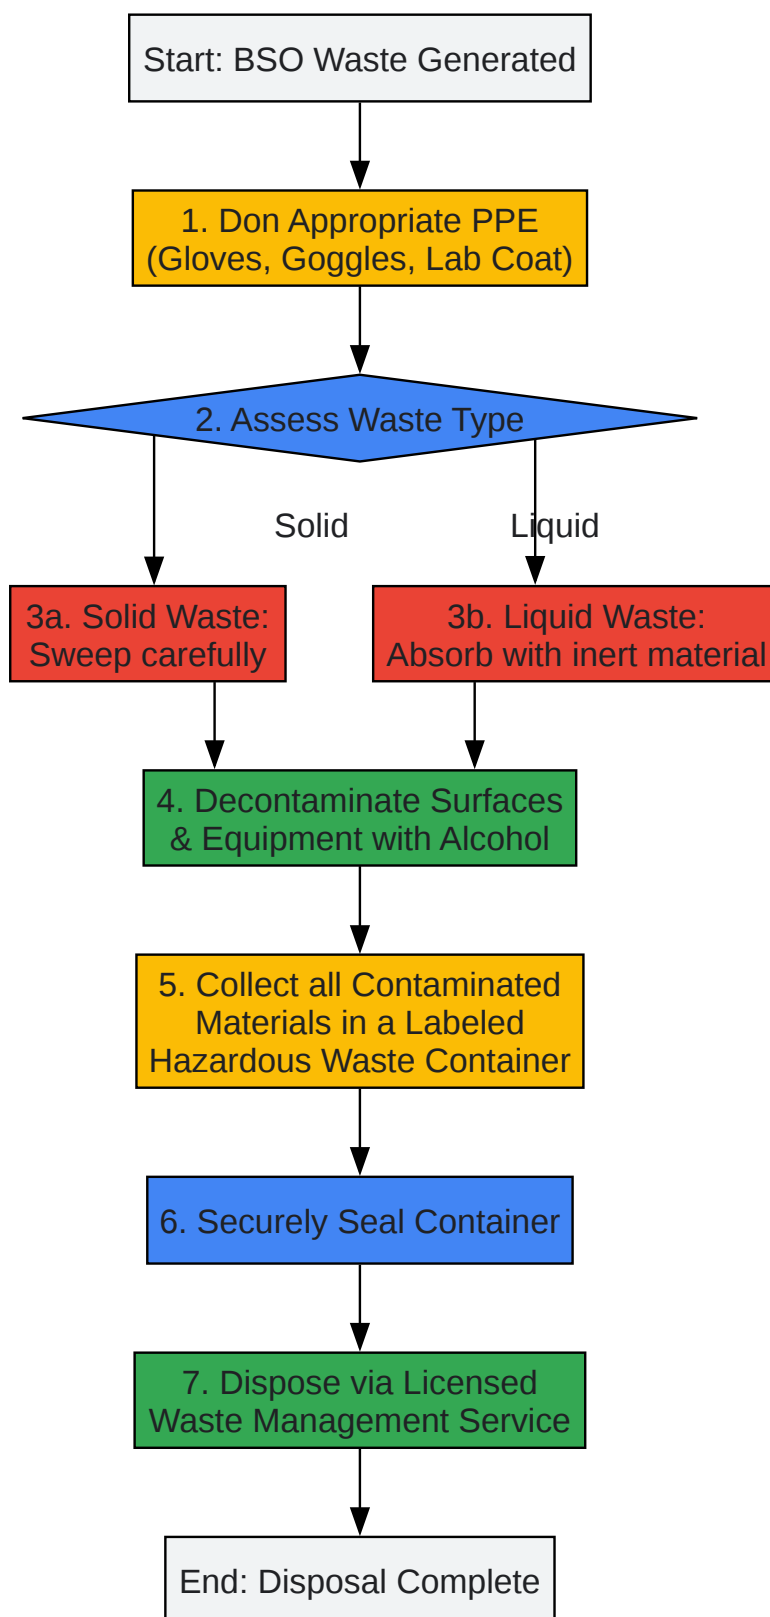 Start: BSO Waste Generated
1. Don Appropriate PPE
(Gloves, Goggles, Lab Coat)
2. Assess Waste Type
Solid
Liquid
3a. Solid Waste:
Sweep carefully
3b. Liquid Waste:
Absorb with inert material
4. Decontaminate Surfaces
& Equipment with Alcohol
5. Collect all Contaminated
Materials in a Labeled
Hazardous Waste Container
6. Securely Seal Container
7. Dispose via Licensed
Waste Management Service
End: Disposal Complete